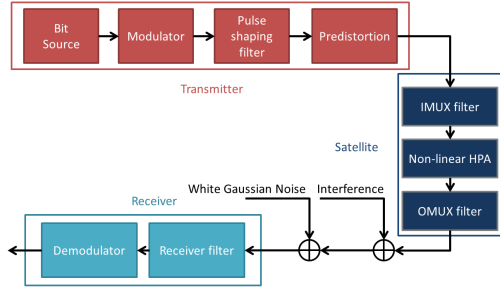 Bit
Source
Modulator
Pulse
shaping
filter
Predistortion
Transmitter
IMUX filter
Satellite
Non-linear HPA
OMUX filter
White Gaussian Noise
Interference
Receiver
Demodulator
Receiver filter